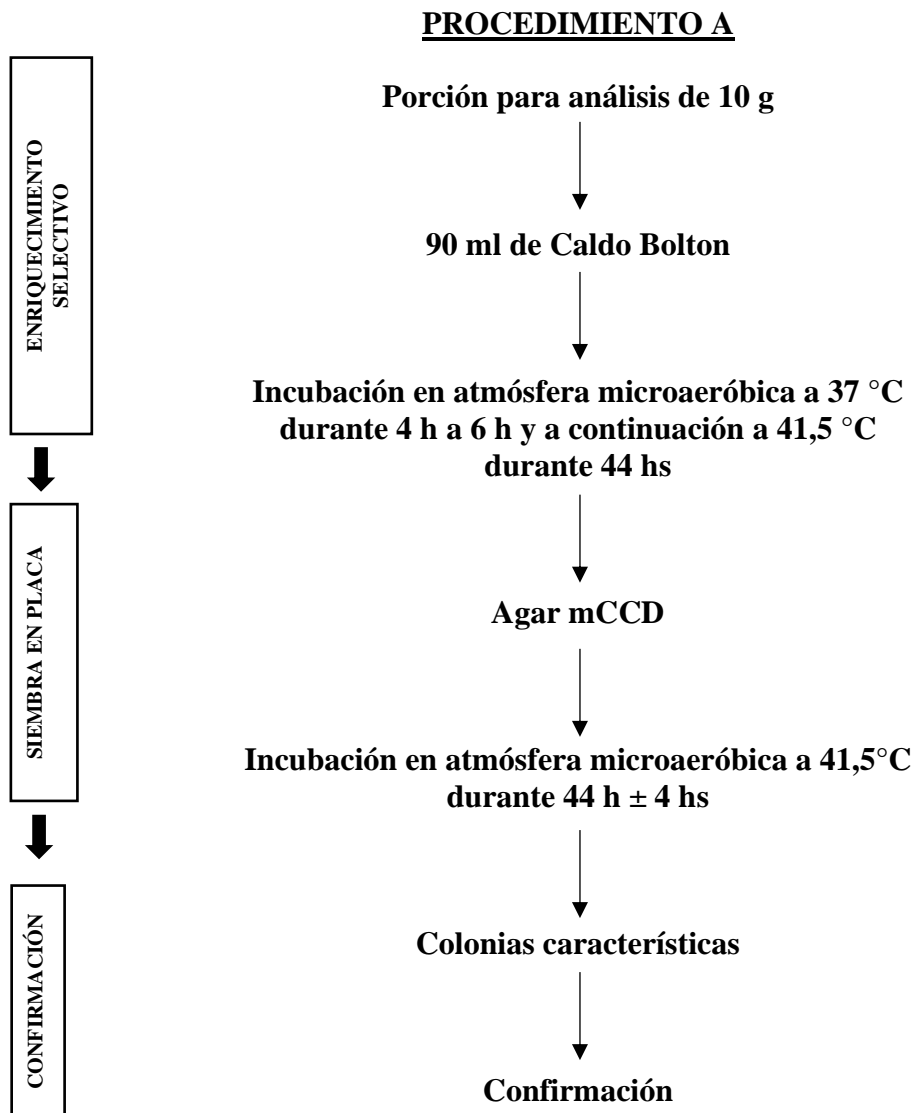 PROCEDIMIENTO A
ENRIQUECIMIENTO
SELECTIVO
Porción para análisis de 10 g
90 ml de Caldo Bolton
Incubación en atmósfera microaeróbica a 37 °C
durante 4 h a 6 h y a continuación a 41,5 °C
durante 44 hs
SIEMBRA EN PLACA
Agar mCCD
Incubación en atmósfera microaeróbica a 41,5°C
durante 44 h ± 4 hs
CONFIRMACIÓN
Colonias características
Confirmación